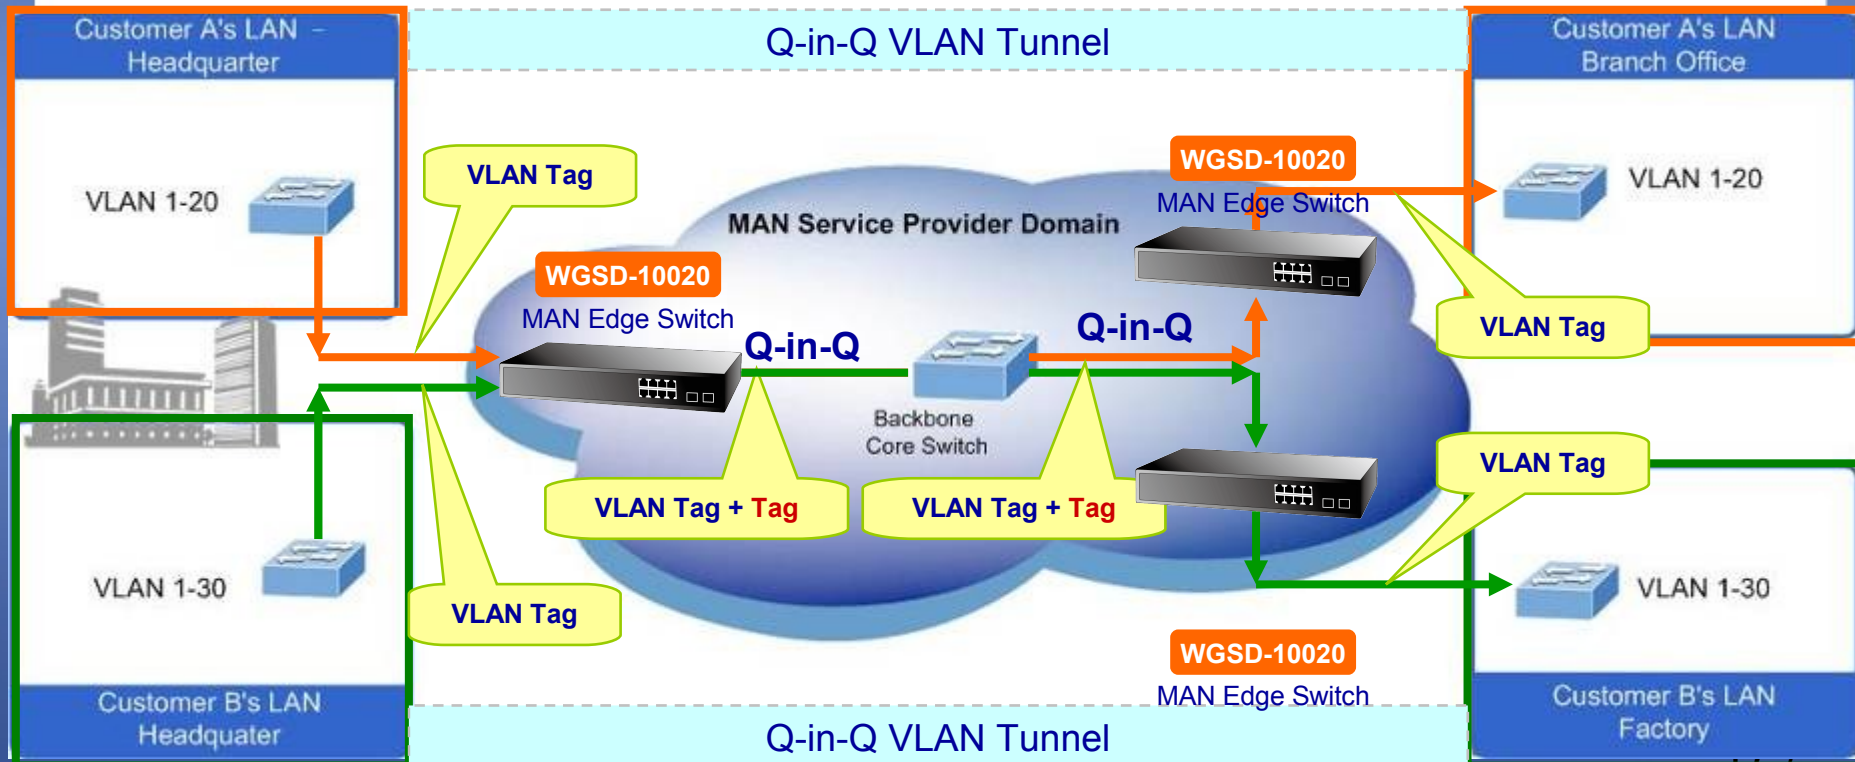 Customer A's LAN –
Headquarter
Q-in-Q VLAN Tunnel
Customer A's LAN
Branch Office
VLAN 1-20
VLAN Tag
MAN Service Provider Domain
WGSD-10020
MAN Edge Switch
VLAN 1-20
WGSD-10020
MAN Edge Switch
Q-in-Q
Q-in-Q
VLAN Tag
Backbone
Core Switch
VLAN Tag + Tag
VLAN Tag + Tag
VLAN Tag
VLAN 1-30
VLAN Tag
VLAN 1-30
WGSD-10020
MAN Edge Switch
Customer B's LAN
Headquater
Q-in-Q VLAN Tunnel
Customer B's LAN
Factory